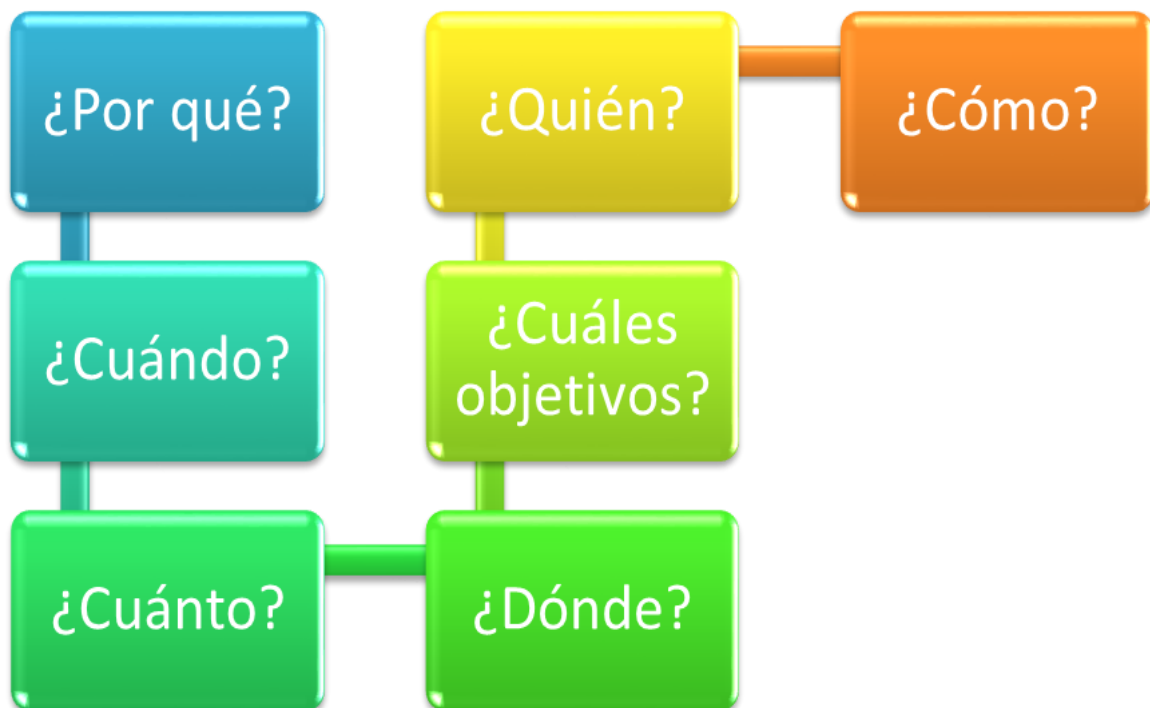 ¿Por qué?
¿Cuándo?
¿Cuánto?
¿Dónde?
¿Cuáles
objetivos?
¿Quién?
¿Cómo?